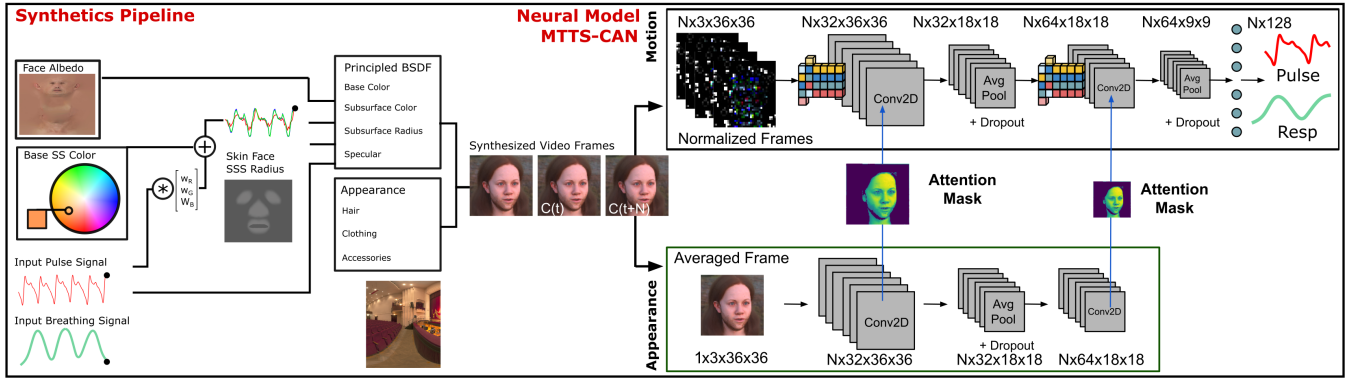 Synthetics Pipeline
Face Albedo
Base SS Color
w_R
w_G
w_B
Input Pulse Signal
Input Breathing Signal
Skin Face
SSS Radius
Principled BSDF
Base Color
Subsurface Color
Subsurface Radius
Specular
Appearance
Hair
Clothing
Accessories
Synthesized Video Frames
C(t)
C(t+N)
Neural Model
MTTS-CAN
Motion
Nx3x36x36
Nx32x36x36
Nx32x18x18
Nx64x18x18
Nx64x9x9
Nx128
Normalized Frames
Conv2D
Avg
Pool
+ Dropout
Conv2D
Avg
Pool
+ Dropout
Pulse
Resp
Attention
Mask
Attention
Mask
Appearance
Averaged Frame
1x3x36x36
Conv2D
Nx32x36x36
Avg
Pool
+ Dropout
Nx32x18x18
Conv2D
Nx64x18x18